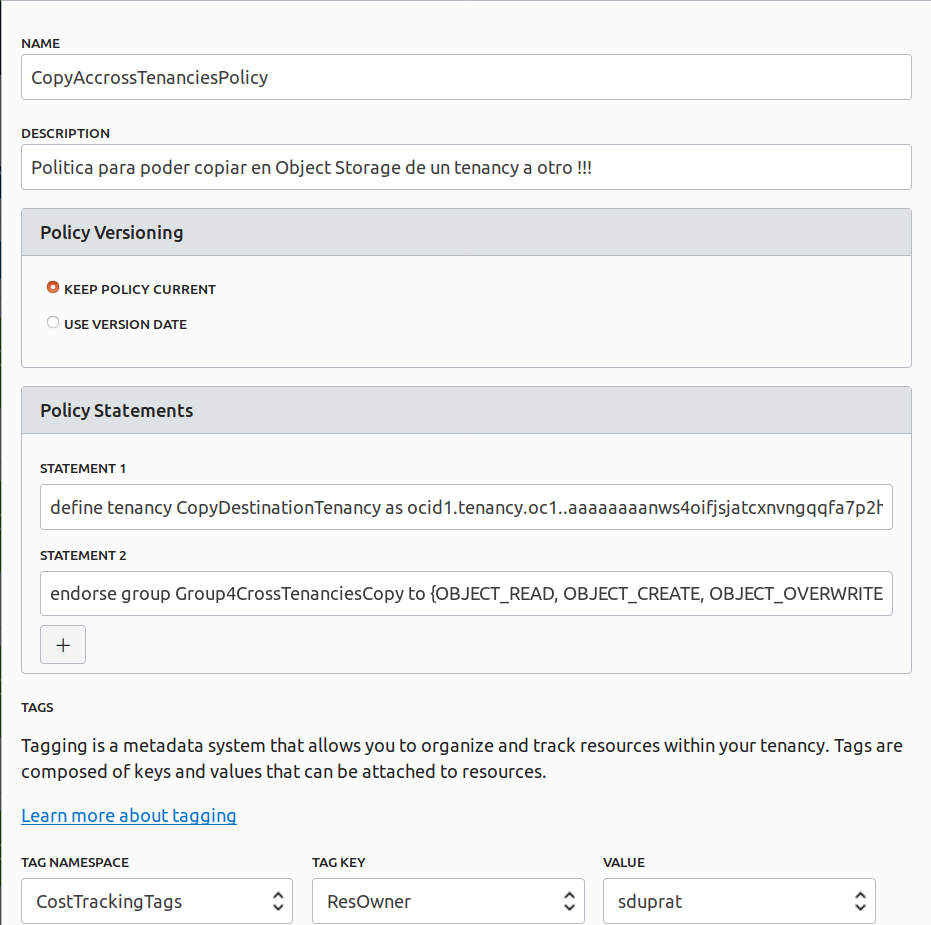 NAME
CopyAccrossTenanciesPolicy
DESCRIPTION
Politica para poder copiar en Object Storage de un tenancy a otro !!!
Policy Versioning
KEEP POLICY CURRENT
USE VERSION DATE
Policy Statements
STATEMENT 1
define tenancy CopyDestinationTenancy as ocid1.tenancy.oc1..aaaaaaaanws4oifjsjatcxnvngqqfa7p2h
STATEMENT 2
endorse group Group4CrossTenanciesCopy to {OBJECT_READ, OBJECT_CREATE, OBJECT_OVERWRITE
+
TAGS
Tagging is a metadata system that allows you to organize and track resources within your tenancy. Tags are
composed of keys and values that can be attached to resources.
Learn more about tagging
TAG NAMESPACE TAG KEY VALUE
CostTrackingTags ResOwner sduprat